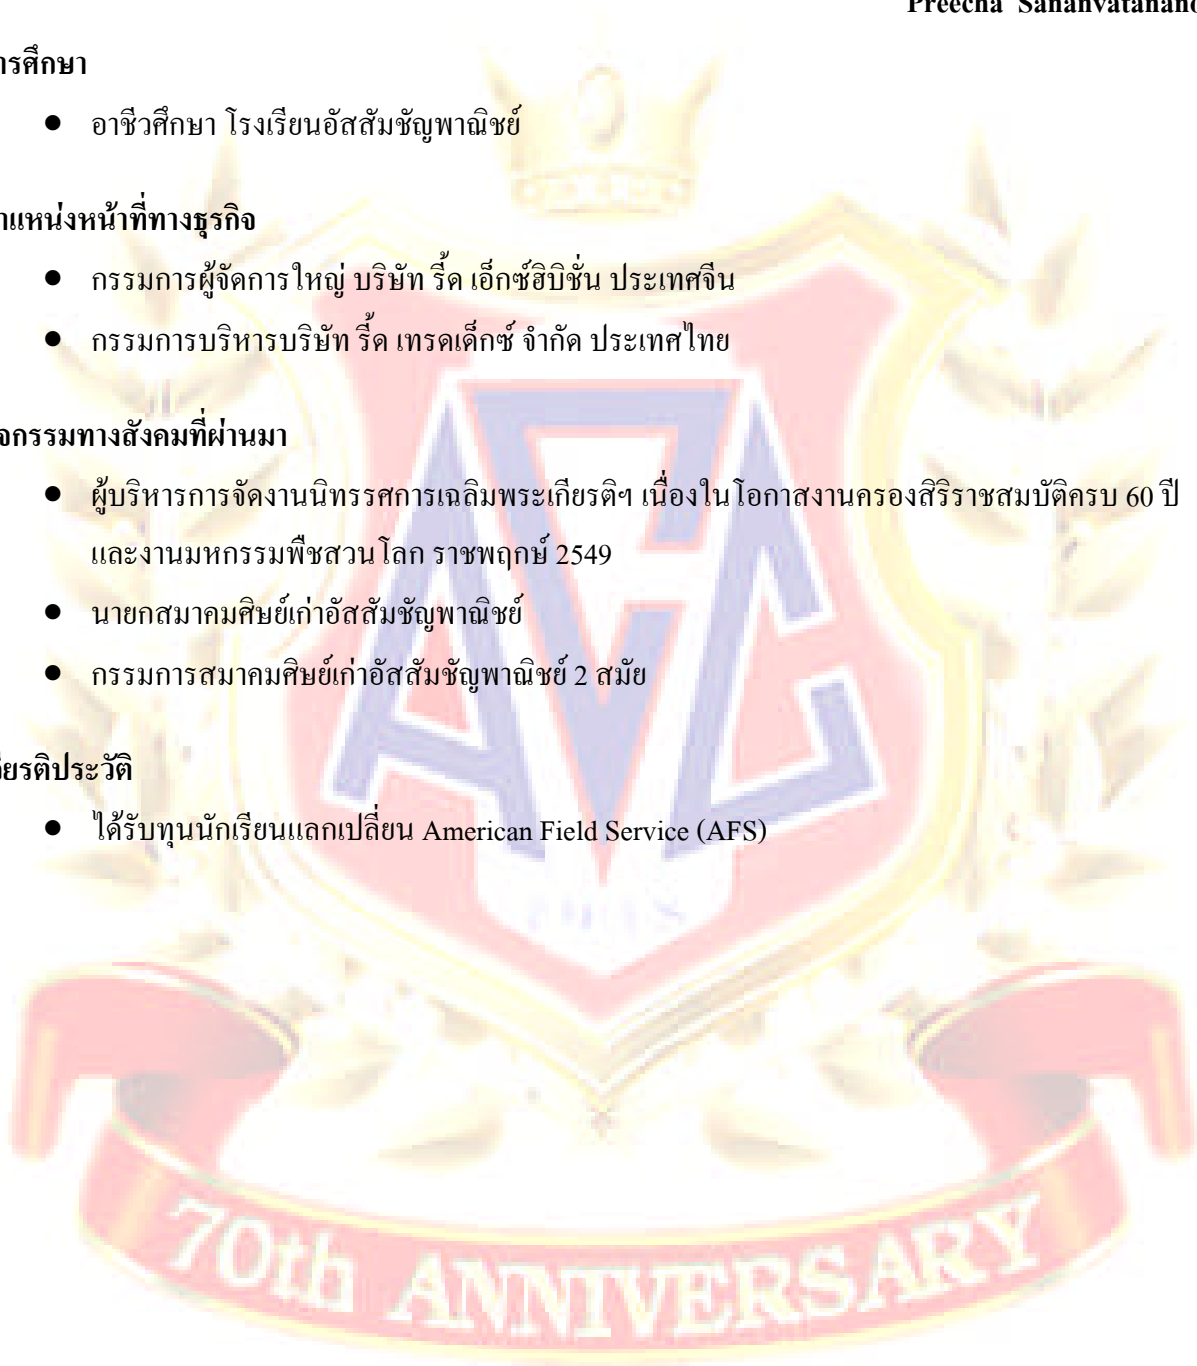 Preecha Sananvatanano
ารศึกษา
● อาชีวศึกษา โรงเรียนอัสสัมชัญพาณิชย์
ำแหน่งหน้าที่ทางธุรกิจ
● กรรมการผู้จัดการใหญ่ บริษัท รี้ด เอ็กซ์ฮิบิชั่น ประเทศจีน
● กรรมการบริหารบริษัท รี้ด เทรดเด็กซ์ จำกัด ประเทศไทย
ิจกรรมทางสังคมที่ผ่านมา
● ผู้บริหารการจัดงานนิทรรศการเฉลิมพระเกียรติฯ เนื่องในโอกาสงานครองสิริราชสมบัติครบ 60 ปี
และงานมหกรรมพืชสวนโลก ราชพฤกษ์ 2549
● นายกสมาคมศิษย์เก่าอัสสัมชัญพาณิชย์
● กรรมการสมาคมศิษย์เก่าอัสสัมชัญพาณิชย์ 2 สมัย
กียรติประวัติ
● ได้รับทุนนักเรียนแลกเปลี่ยน American Field Service (AFS)
ACC
70th ANNIVERSARY